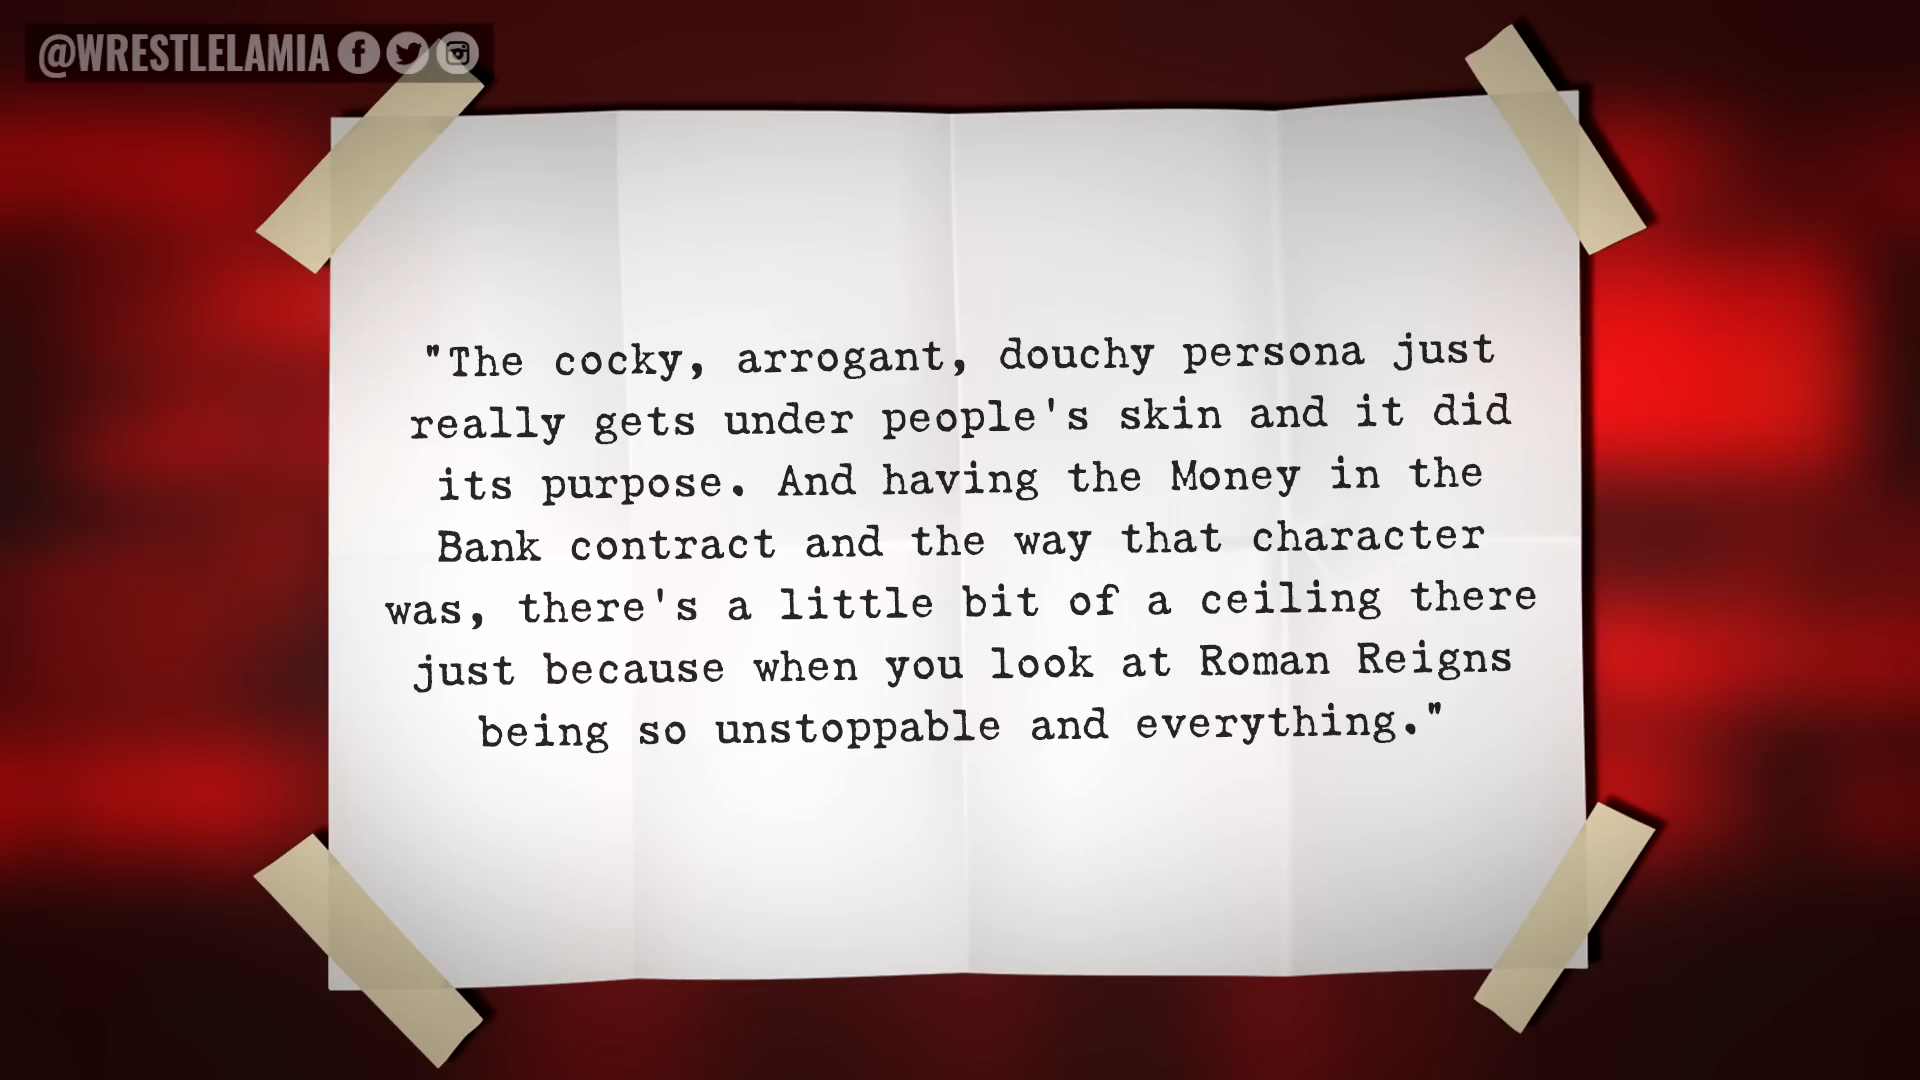 @WRESTLELAMIA
"The cocky, arrogant, douchy persona just
really gets under people's skin and it did
its purpose. And having the Money in the
Bank contract and the way that character
was, there's a little bit of a ceiling there
just because when you look at Roman Reigns
being so unstoppable and everything."